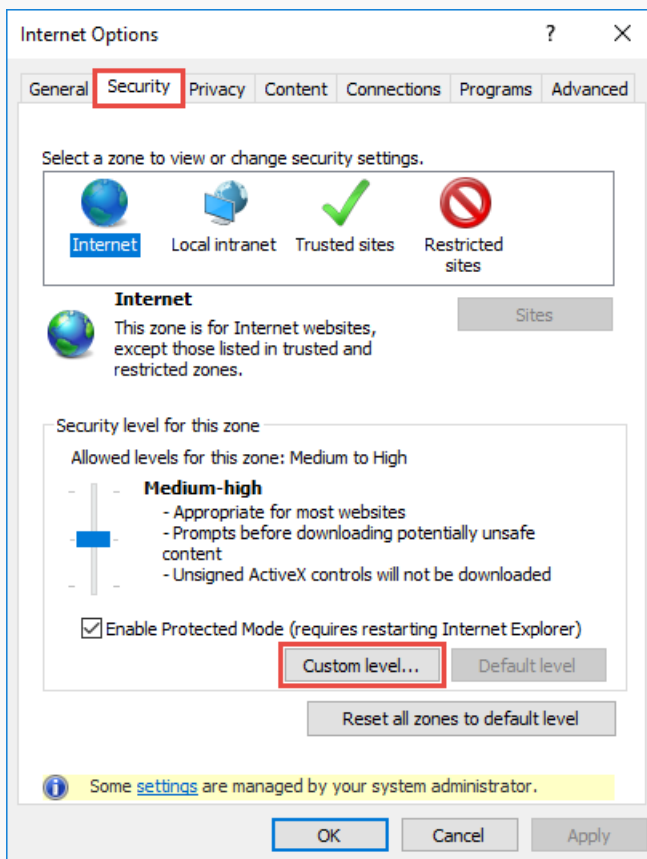 Internet Options
?
General Security Privacy Content Connections Programs Advanced
Select a zone to view or change security settings.
Internet Local intranet Trusted sites Restricted
sites
Internet
Sites
This zone is for Internet websites,
except those listed in trusted and
restricted zones.
Security level for this zone
Allowed levels for this zone: Medium to High
Medium-high
- Appropriate for most websites
- Prompts before downloading potentially unsafe
content
- Unsigned ActiveX controls will not be downloaded
Enable Protected Mode (requires restarting Internet Explorer)
Custom level... Default level
Reset all zones to default level
Some settings are managed by your system administrator.
OK Cancel Apply